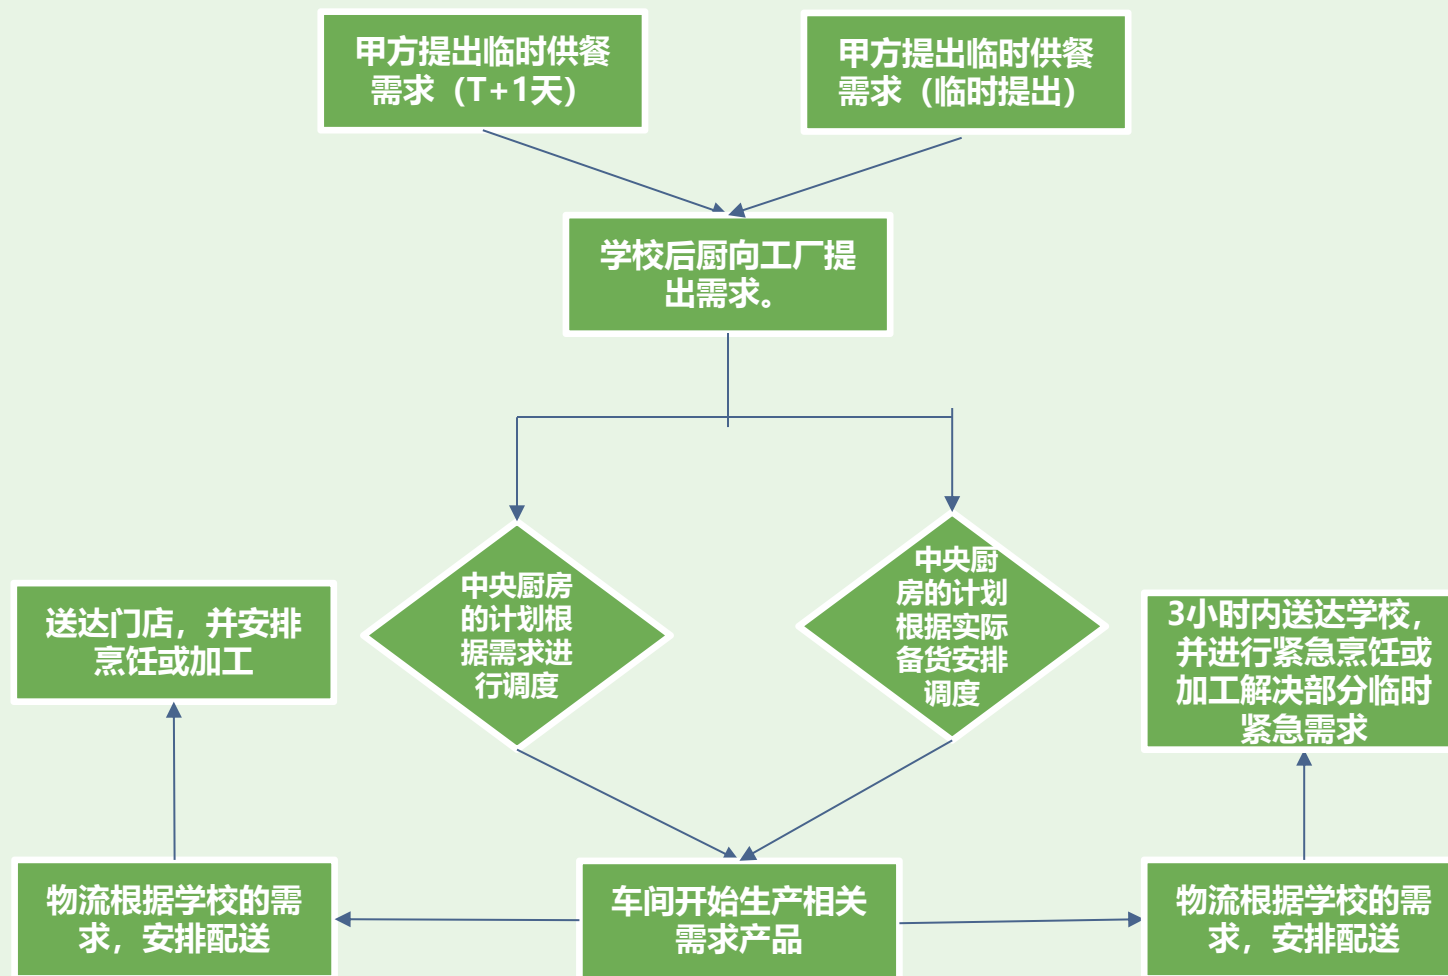 甲方提出临时供餐
需求（T+1天）
甲方提出临时供餐
需求（临时提出）
学校后厨向工厂提
出需求。
中央厨房
的计划根
据需求进
行调度
中央厨
房的计划
根据实际
备货安排
调度
送达门店，并安排
烹饪或加工
3小时内送达学校，
并进行紧急烹饪或
加工解决部分临时
紧急需求
物流根据学校的需
求，安排配送
车间开始生产相关
需求产品
物流根据学校的需
求，安排配送